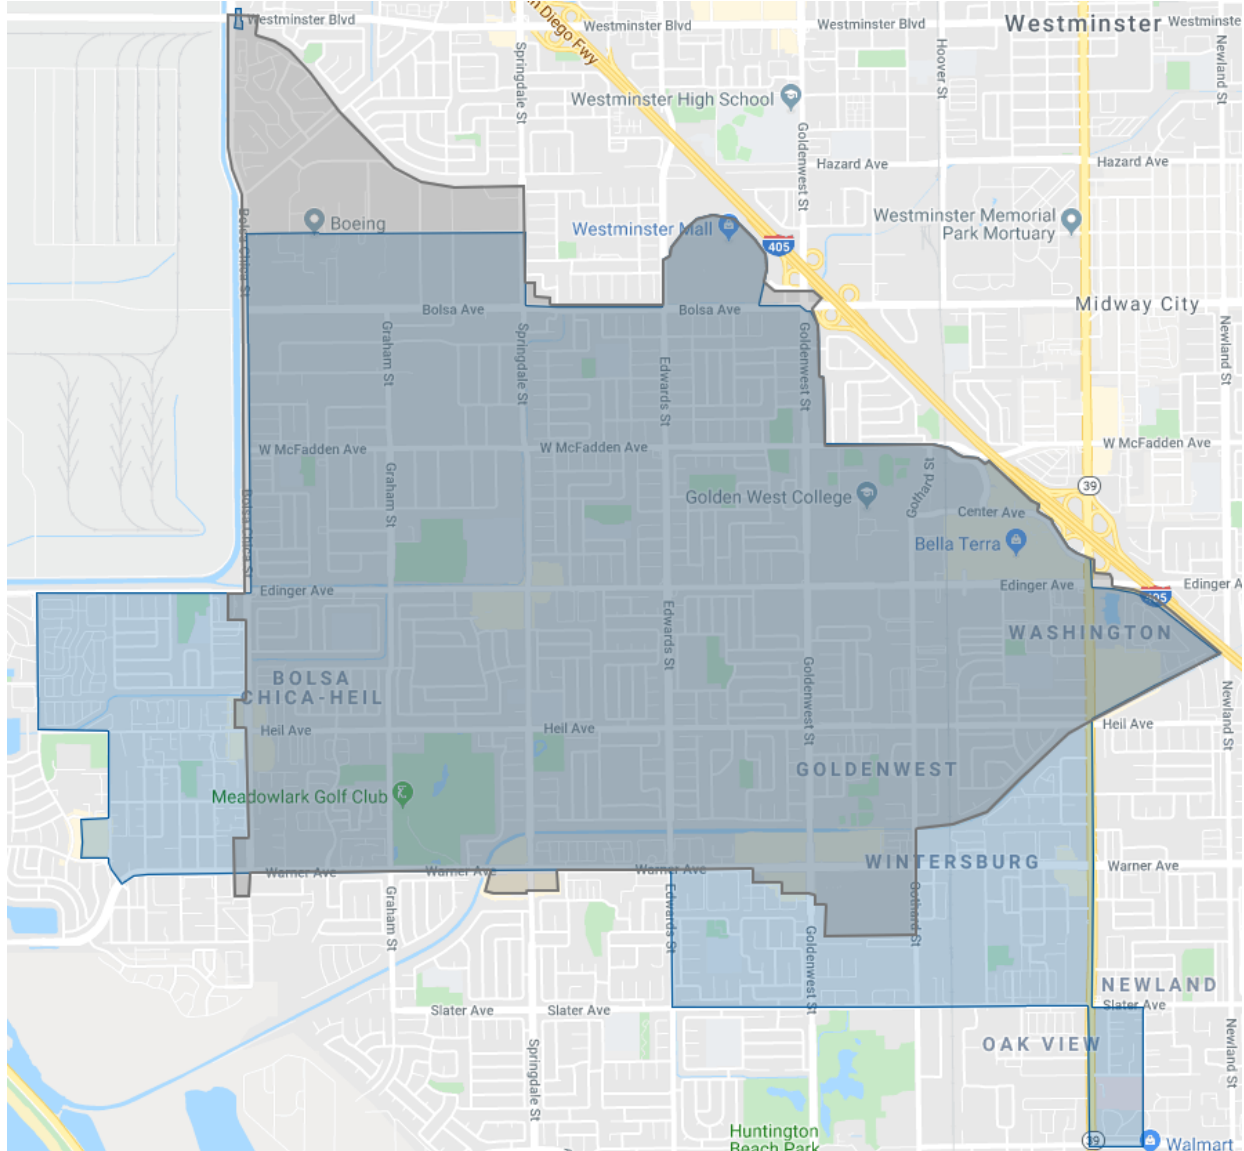 Westminster Blvd
San Diego Fwy
Westminster Blvd
Westminster Blvd
Westminster
Westminste
Springdale St
Hoover St
Newland St
Westminster High School
Goldenwest St
Hazard Ave
Hazard Ave
Bolsa Chica St
Boeing
Westminster Mall
405
Westminster Memorial
Park Mortuary
Midway City
Bolsa Ave
Bolsa Ave
Graham St
Springdale St
Edwards St
Goldenwest St
Newland St
W McFadden Ave
W McFadden Ave
W McFadden Ave
Graham St
Bolsa Chica St
Golden West College
Gothard St
39
Center Ave
Bella Terra
Edinger Ave
Edinger Ave
Edinger A
405
Edwards St
WASHINGTON
BOLSA
CHICA-HEIL
Goldenwest St
Newland St
Heil Ave
Heil Ave
Heil Ave
GOLDENWEST
Meadowlark Golf Club
WINTERSBURG
Warner Ave
Warner Ave
Warner Ave
Warner Ave
Graham St
Edwards St
Goldenwest St
Gothard St
NEWLAND
Slater Ave
Slater Ave
Slater Ave
OAK VIEW
Springdale St
Newland St
Huntington
Beach Park
39
Walmart